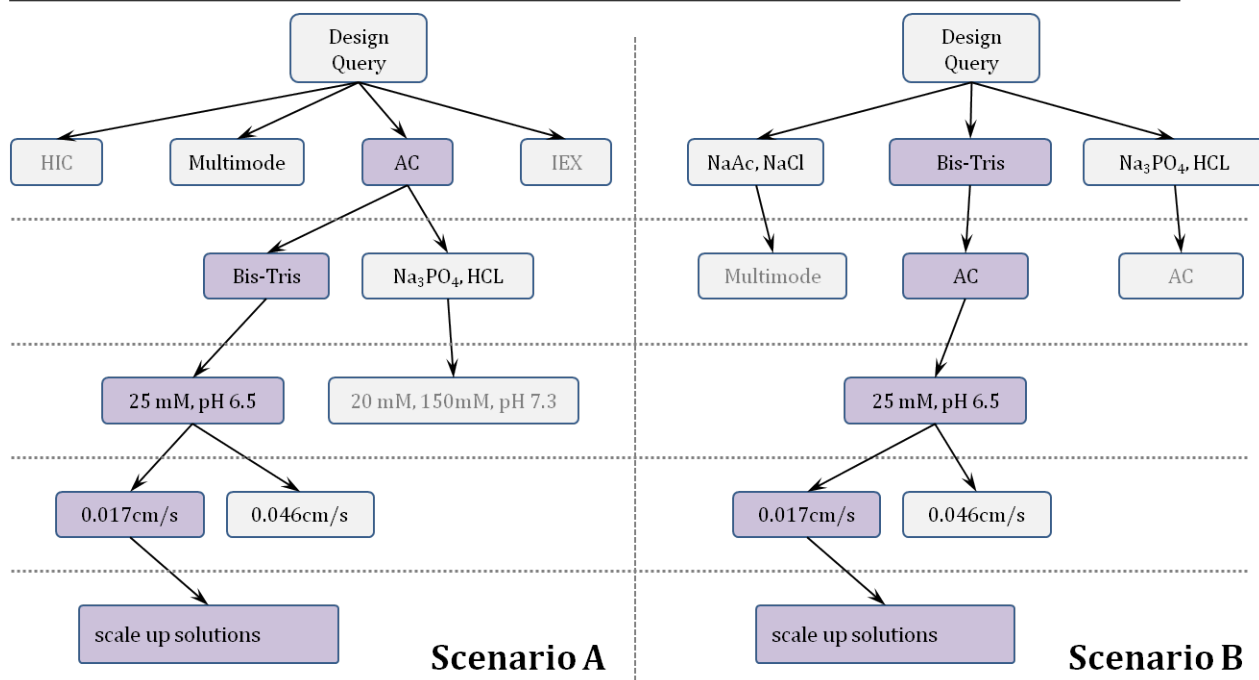 Design
Query
HIC
Multimode
AC
IEX
Bis-Tris
Na₃PO₄, HCL
25 mM, pH 6.5
20 mM, 150mM, pH 7.3
0.017cm/s
0.046cm/s
scale up solutions
Scenario A
Design
Query
NaAc, NaCl
Bis-Tris
Na₃PO₄, HCL
Multimode
AC
AC
25 mM, pH 6.5
0.017cm/s
0.046cm/s
scale up solutions
Scenario B